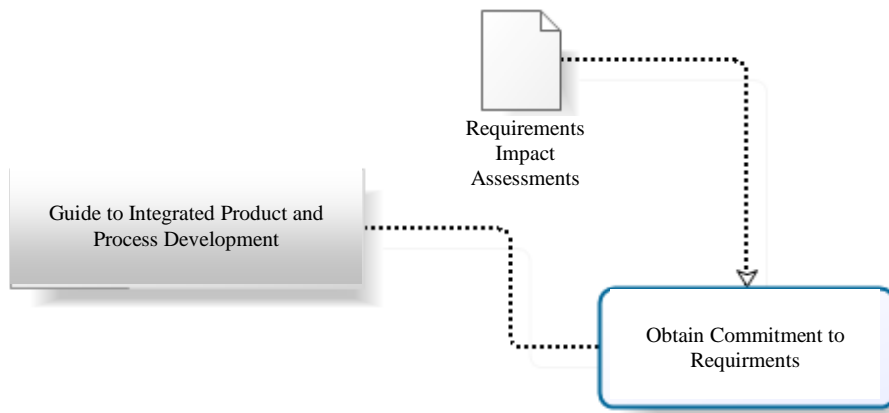 Requirements
Impact
Assessments
Guide to Integrated Product and
Process Development
Obtain Commitment to
Requirments